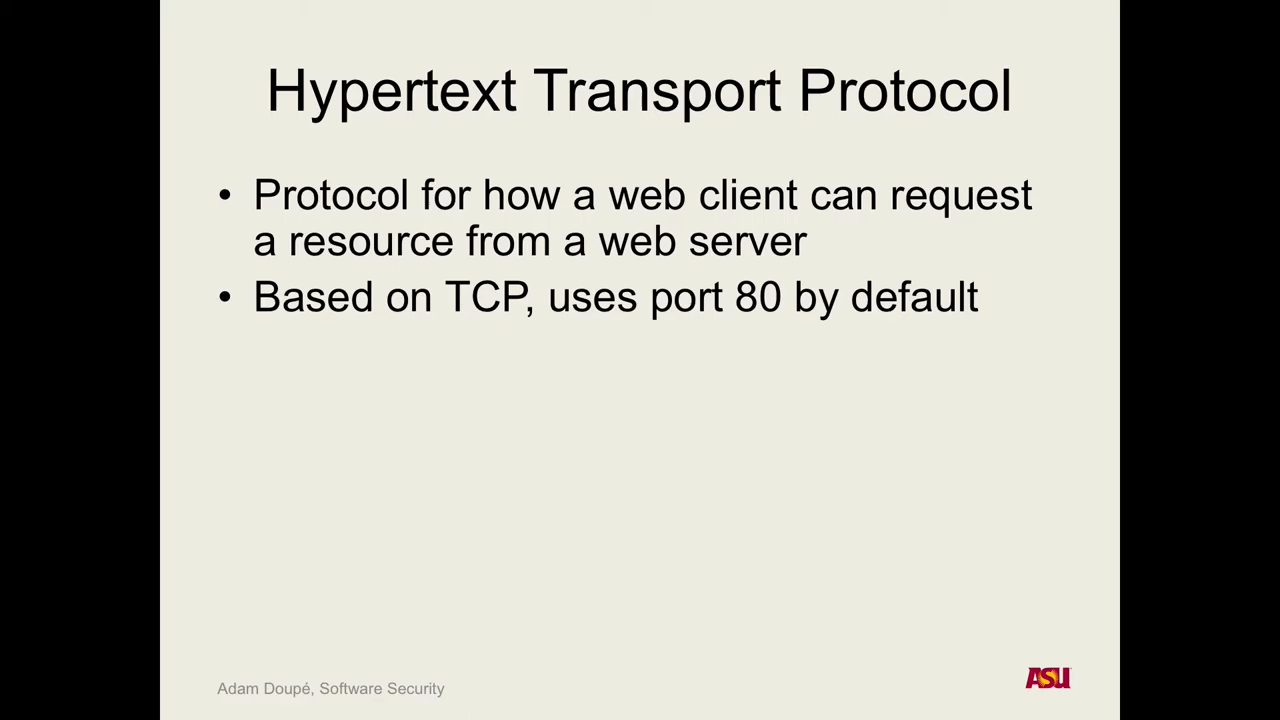 Hypertext Transport Protocol
• Protocol for how a web client can request
a resource from a web server
• Based on TCP, uses port 80 by default
Adam Doupé, Software Security
ASU